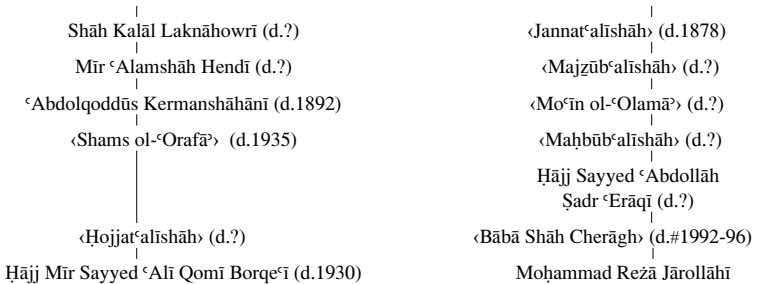 Shāh Kalāl Laknāhowrī (d.?)
Mīr ʿAlamshāh Hendī (d.?)
ʿAbdolqoddūs Kermanshāhānī (d.1892)
‹Shams ol-ʿOrafāʾ› (d.1935)
‹Ḥojjatʿalīshāh› (d.?)
Ḥājj Mīr Sayyed ʿAlī Qomī Borqeʿī (d.1930)
‹Jannatʿalīshāh› (d.1878)
‹Majẕūbʿalīshāh› (d.?)
‹Moʿīn ol-ʿOlamāʾ› (d.?)
‹Maḥbūbʿalīshāh› (d.?)
Ḥājj Sayyed ʿAbdollāh
Ṣadr ʿErāqī (d.?)
‹Bābā Shāh Cherāgh› (d.#1992-96)
Moḥammad Reżā Jārollāhī